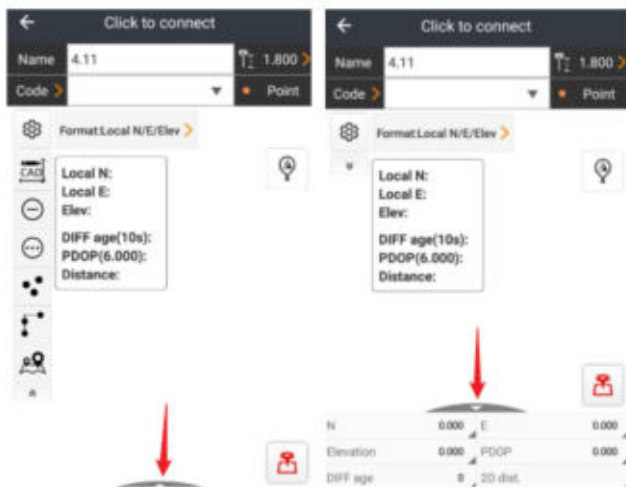 Click to connect
Name 4.11 1.800
Code Point
Format:Local N/E/Elev
CAD
Local N:
Local E:
Elev:
DIFF age(10s):
PDOP(6.000):
Distance:
Click to connect
Name 4.11 1.800
Code Point
Format:Local N/E/Elev
Local N:
Local E:
Elev:
DIFF age(10s):
PDOP(6.000):
Distance:
N 0.000 E 0.000
Elevation 0.000 PDOP 0.000
DIFF age 0 2D dist.